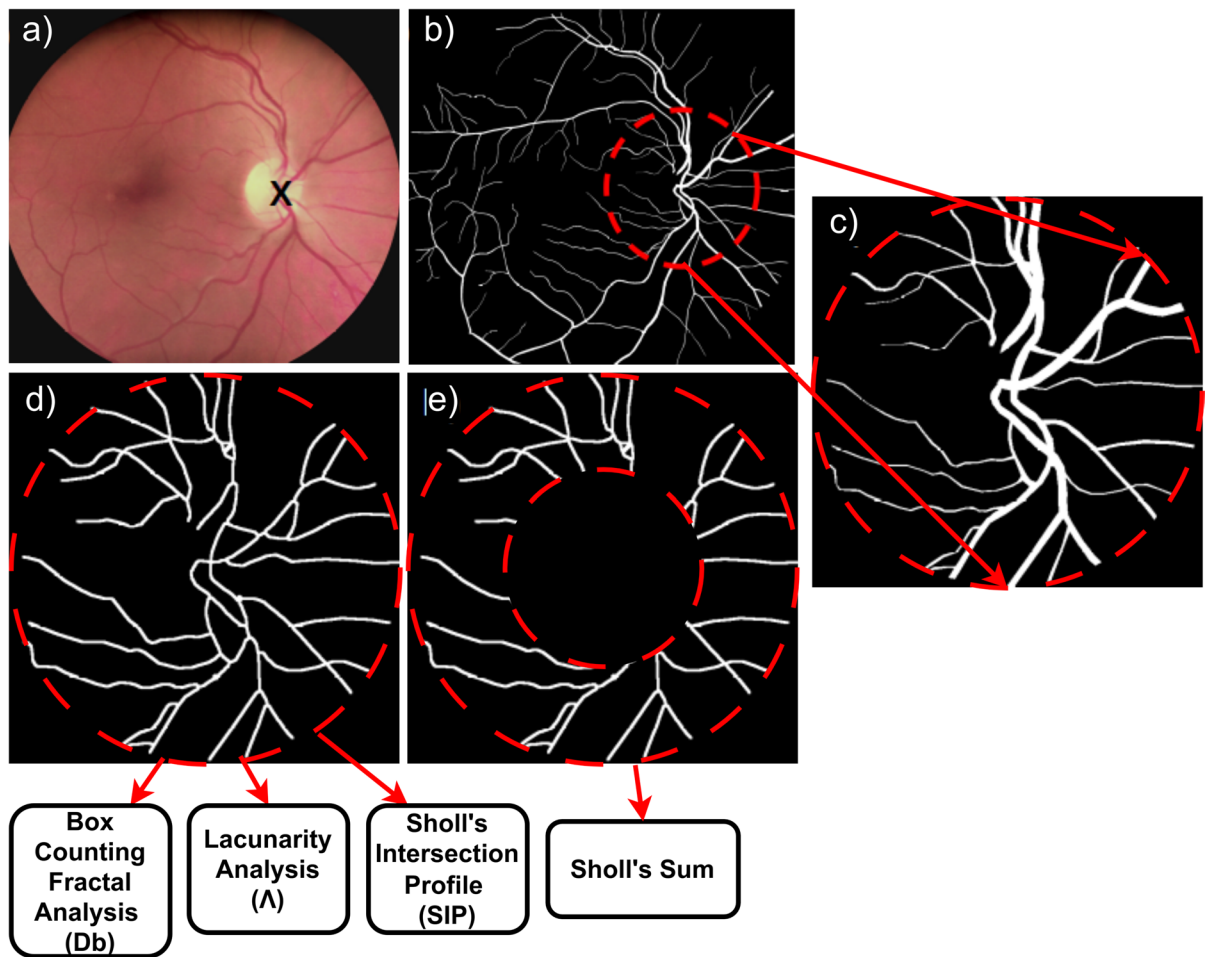 a)
X
b)
c)
d)
e)
Box
Counting
Fractal
Analysis
(Db)
Lacunarity
Analysis
(Λ)
Sholl's
Intersection
Profile
(SIP)
Sholl's Sum